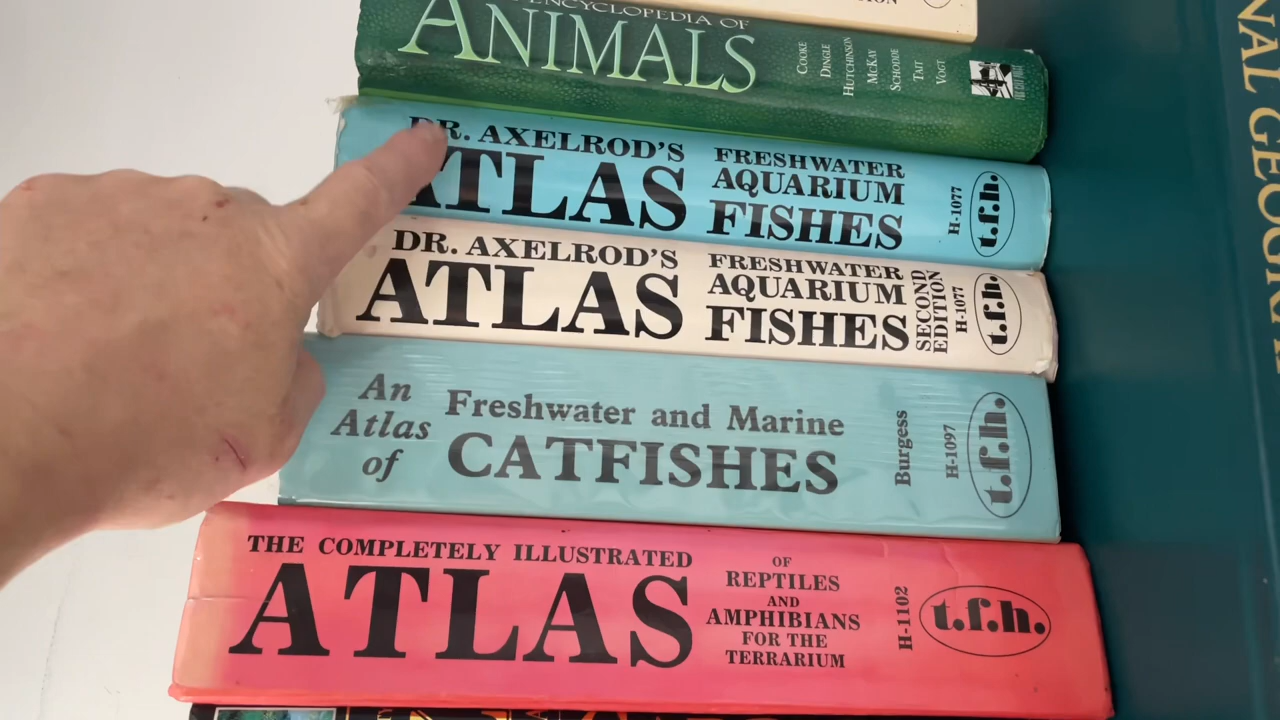 ENCYCLOPEDIA OF
ANIMALS
COOKE
DINGLE
HUTCHINSON
MCKAY
SCHODDE
TAIT
VOGT
DR. AXELROD'S
ATLAS
FRESHWATER
AQUARIUM
FISHES
H-1077
t.f.h.
DR. AXELROD'S
ATLAS
FRESHWATER
AQUARIUM
FISHES
SECOND
EDITION
H-1077
t.f.h.
An
Atlas
of
Freshwater and Marine
CATFISHES
Burgess
H-1097
t.f.h.
THE COMPLETELY ILLUSTRATED
ATLAS
OF
REPTILES
AND
AMPHIBIANS
FOR THE
TERRARIUM
H-1102
t.f.h.